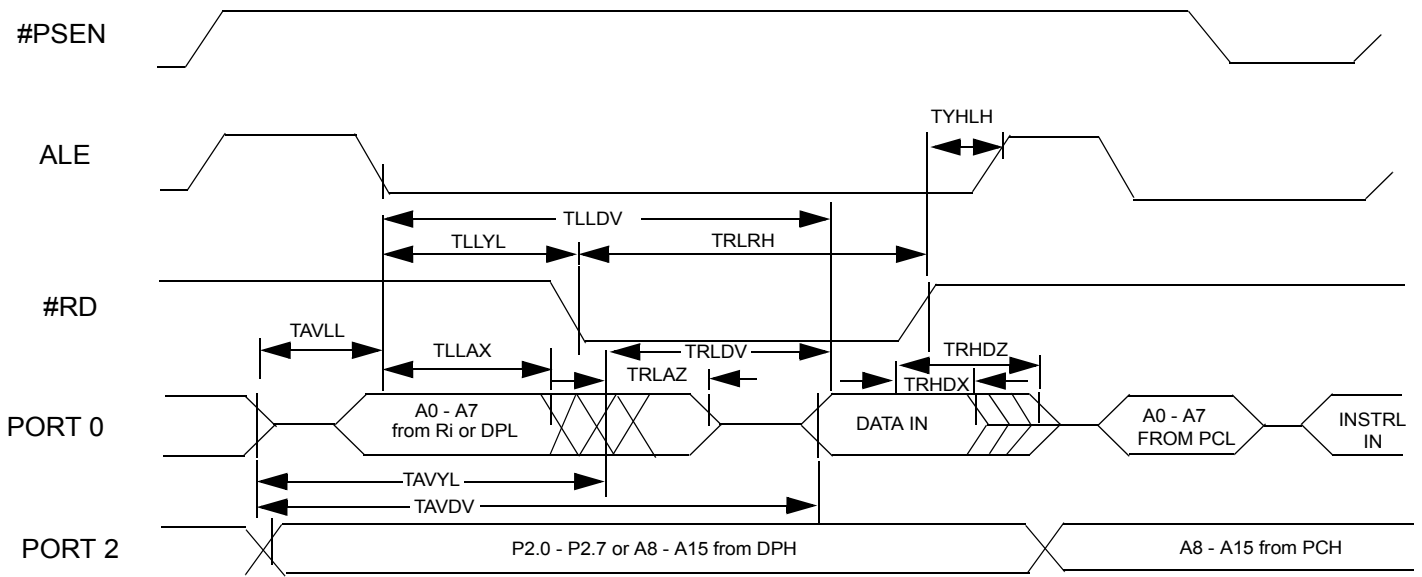 #PSEN
TYHLH
ALE
TLLDV
TLLYL
TRLRH
#RD
TAVLL
TLLAX
TRLDV
TRHDZ
TRLAZ
TRHDX
PORT 0
A0 - A7
from Ri or DPL
DATA IN
A0 - A7
FROM PCL
INSTRL
IN
TAVYL
TAVDV
PORT 2
P2.0 - P2.7 or A8 - A15 from DPH
A8 - A15 from PCH